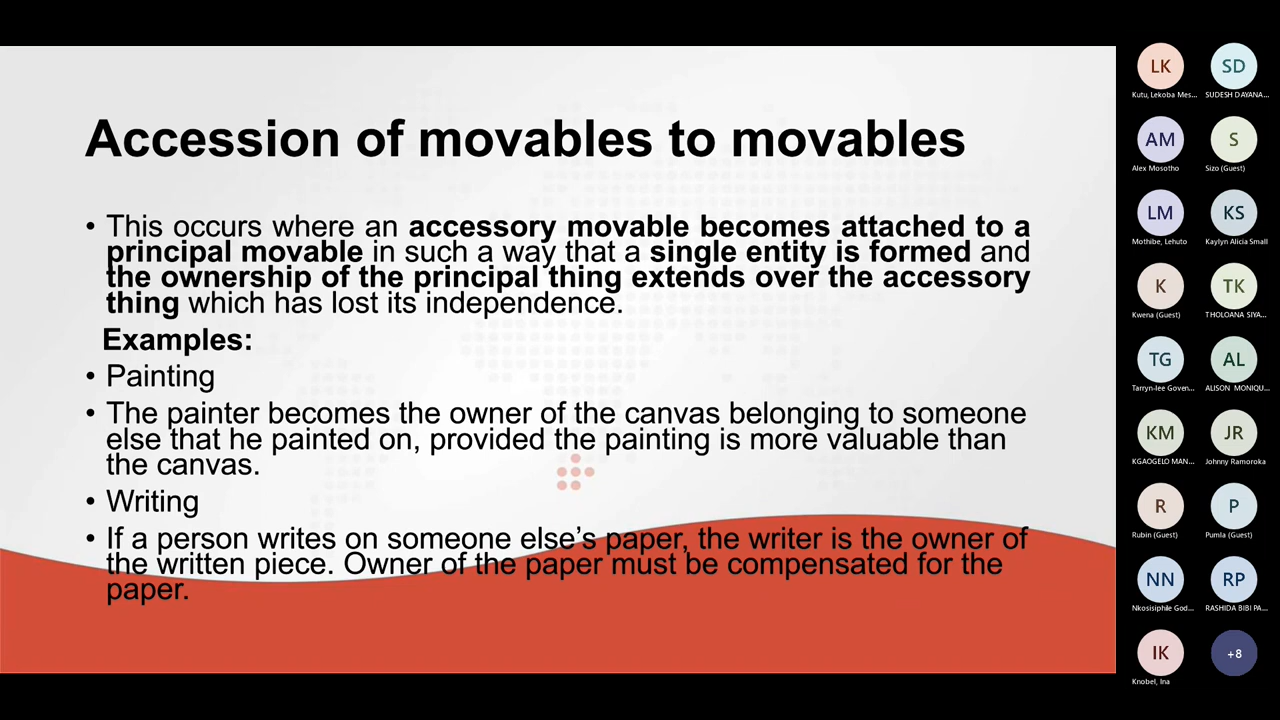 Accession of movables to movables
• This occurs where an accessory movable becomes attached to a
principal movable in such a way that a single entity is formed and
the ownership of the principal thing extends over the accessory
thing which has lost its independence.
Examples:
• Painting
• The painter becomes the owner of the canvas belonging to someone
else that he painted on, provided the painting is more valuable than
the canvas.
• Writing
• If a person writes on someone else's paper, the writer is the owner of
the written piece. Owner of the paper must be compensated for the
paper.
LK SD
Kutu, Lekoba Mes... SUDESH DAYANA...
AM S
Alex Mosotho Sizo (Guest)
LM KS
Mothibe, Lehuto Kaylyn Alicia Small
K TK
Kwena (Guest) THOLOANA SIYA...
TG AL
Tarryn-lee Goven... ALISON MONIQU...
KM JR
KGAOGELO MAN... Johnny Ramoroka
R P
Rubin (Guest) Pumla (Guest)
NN RP
Nkosisiphile God... RASHIDA BIBI PA...
IK +8
Knobel, Ina